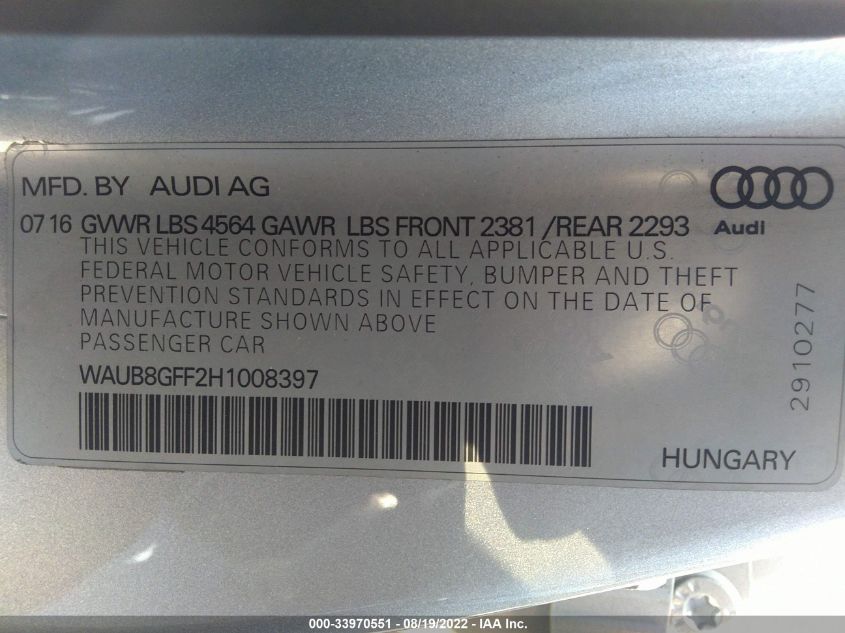 MFD. BY AUDI AG
07 16 GVWR LBS 4564 GAWR LBS FRONT 2381 /REAR 2293
Audi
THIS VEHICLE CONFORMS TO ALL APPLICABLE U.S.
FEDERAL MOTOR VEHICLE SAFETY, BUMPER AND THEFT
PREVENTION STANDARDS IN EFFECT ON THE DATE OF
MANUFACTURE SHOWN ABOVE
PASSENGER CAR
WAUB8GFF2H1008397
2910277
HUNGARY
000-33970551 - 08/19/2022 - IAA Inc.